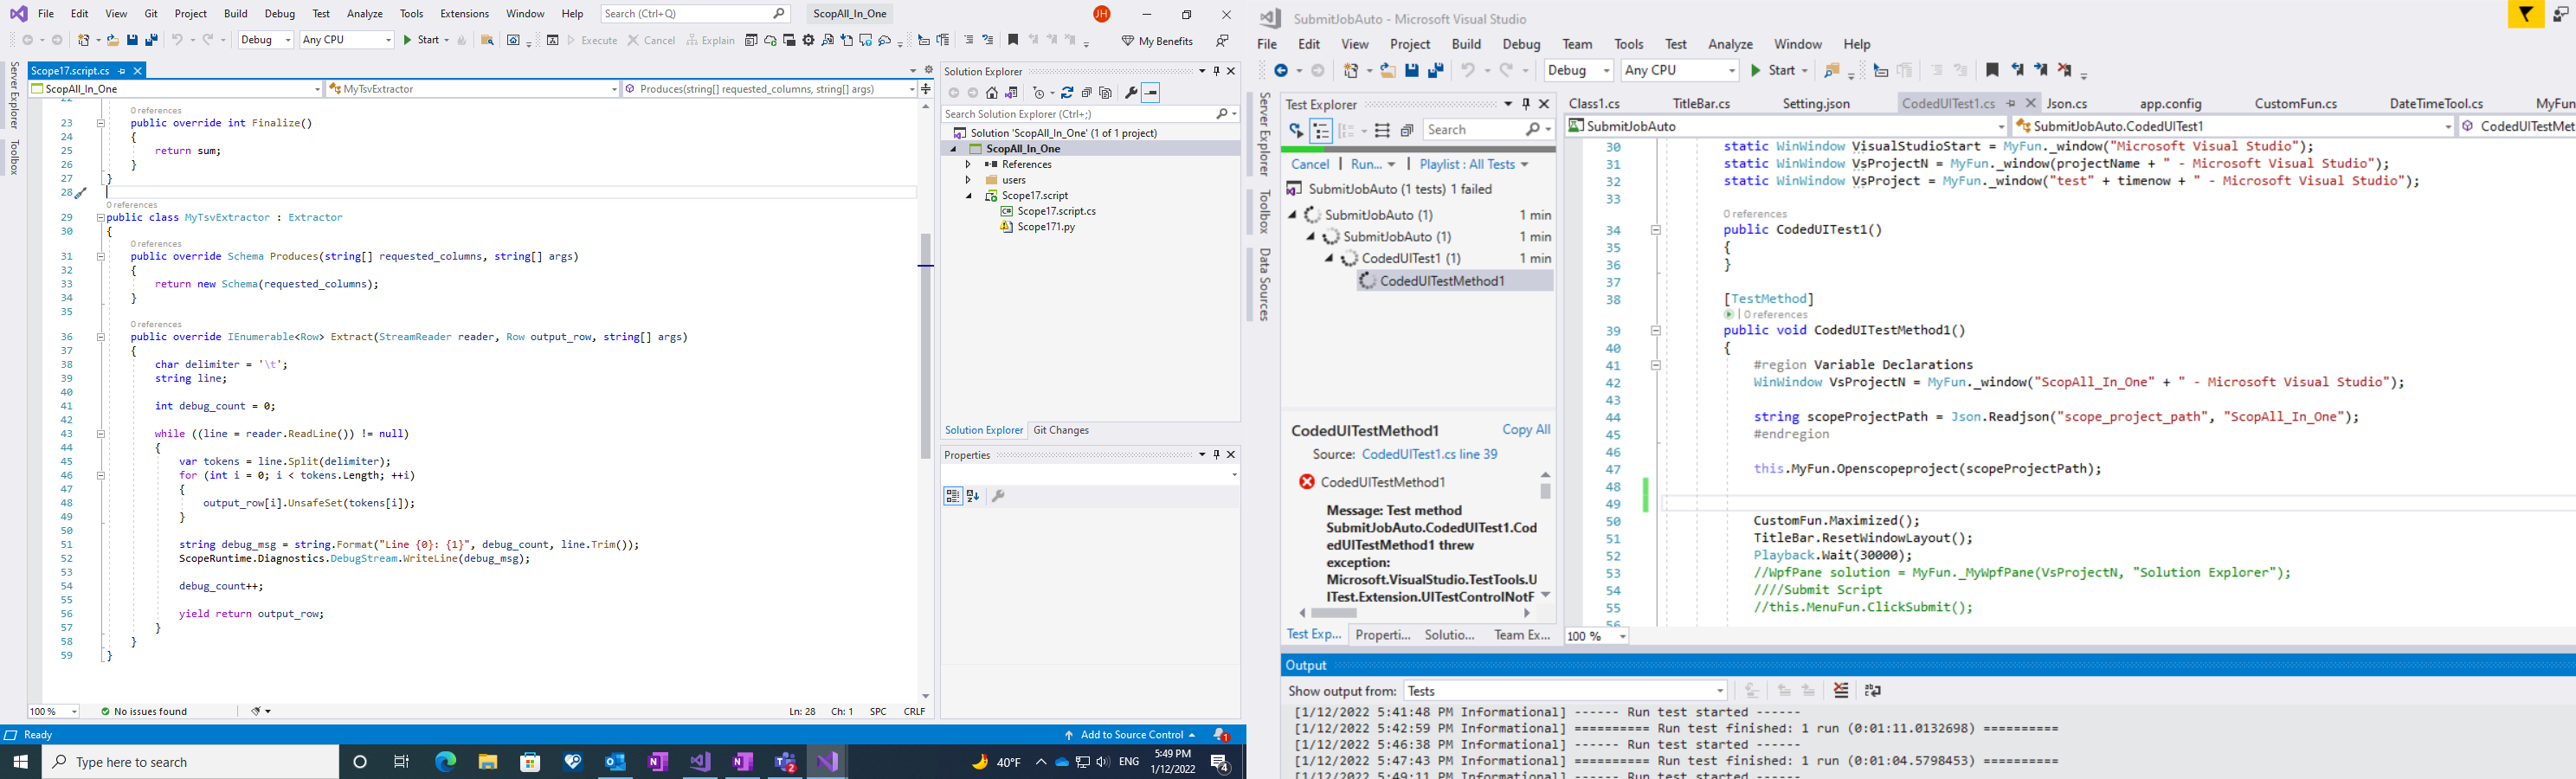 File Edit View Git Project Build Debug Test Analyze Tools Extensions Window Help Search (Ctrl+Q) ScopAll_In_One JH
Debug Any CPU Start Execute Cancel Explain My Benefits
Server Explorer
Toolbox
Scope17.script.cs
ScopAll_In_One MyTsvExtractor Produces(string[] requested_columns, string[] args)
22
0 references
23 public override int Finalize()
24 {
25 return sum;
26 }
27 }
28
0 references
29 public class MyTsvExtractor : Extractor
30 {
0 references
31 public override Schema Produces(string[] requested_columns, string[] args)
32 {
33 return new Schema(requested_columns);
34 }
35
0 references
36 public override IEnumerable<Row> Extract(StreamReader reader, Row output_row, string[] args)
37 {
38 char delimiter = '\t';
39 string line;
40
41 int debug_count = 0;
42
43 while ((line = reader.ReadLine()) != null)
44 {
45 var tokens = line.Split(delimiter);
46 for (int i = 0; i < tokens.Length; ++i)
47 {
48 output_row[i].UnsafeSet(tokens[i]);
49 }
50
51 string debug_msg = string.Format("Line {0}: {1}", debug_count, line.Trim());
52 ScopeRuntime.Diagnostics.DebugStream.WriteLine(debug_msg);
53
54 debug_count++;
55
56 yield return output_row;
57 }
58 }
59 }
100 % No issues found Ln: 28 Ch: 1 SPC CRLF
Solution Explorer
Search Solution Explorer (Ctrl+;)
Solution 'ScopAll_In_One' (1 of 1 project)
ScopAll_In_One
References
users
Scope17.script
Scope17.script.cs
Scope171.py
Solution Explorer Git Changes
Properties
Ready Add to Source Control 1
Type here to search 2 40°F ENG 5:49 PM
1/12/2022 4
SubmitJobAuto - Microsoft Visual Studio
File Edit View Project Build Debug Team Tools Test Analyze Window Help
Debug Any CPU Start
Server Explorer
Toolbox
Data Sources
Test Explorer
Search
Cancel Run... Playlist : All Tests
SubmitJobAuto (1 tests) 1 failed
SubmitJobAuto (1) 1 min
SubmitJobAuto (1) 1 min
CodedUITest1 (1) 1 min
CodedUITestMethod1
CodedUITestMethod1 Copy All
Source: CodedUITest1.cs line 39
CodedUITestMethod1
Message: Test method
SubmitJobAuto.CodedUITest1.Cod
edUITestMethod1 threw
exception:
Microsoft.VisualStudio.TestTools.U
ITest.Extension.UITestControlNotF
Test Exp... Properti... Solutio... Team Ex...
Class1.cs TitleBar.cs Setting.json CodedUITest1.cs Json.cs app.config CustomFun.cs DateTimeTool.cs MyFun
SubmitJobAuto SubmitJobAuto.CodedUITest1 CodedUITestMet
30 static WinWindow VisualStudioStart = MyFun._window("Microsoft Visual Studio");
31 static WinWindow VsProjectN = MyFun._window(projectName + " - Microsoft Visual Studio");
32 static WinWindow VsProject = MyFun._window("test" + timenow + " - Microsoft Visual Studio");
33
0 references
34 public CodedUITest1()
35 {
36 }
37
38 [TestMethod]
0 references
39 public void CodedUITestMethod1()
40 {
41 #region Variable Declarations
42 WinWindow VsProjectN = MyFun._window("ScopAll_In_One" + " - Microsoft Visual Studio");
43
44 string scopeProjectPath = Json.Readjson("scope_project_path", "ScopAll_In_One");
45 #endregion
46
47 this.MyFun.Openscopeproject(scopeProjectPath);
48
49
50 CustomFun.Maximized();
51 TitleBar.ResetWindowLayout();
52 Playback.Wait(30000);
53 //WpfPane solution = MyFun._MyWpfPane(VsProjectN, "Solution Explorer");
54 ////Submit Script
55 //this.MenuFun.ClickSubmit();
56
100 %
Output
Show output from: Tests
[1/12/2022 5:41:48 PM Informational] ------ Run test started ------
[1/12/2022 5:42:59 PM Informational] ========== Run test finished: 1 run (0:01:11.0132698) ==========
[1/12/2022 5:46:38 PM Informational] ------ Run test started ------
[1/12/2022 5:47:43 PM Informational] ========== Run test finished: 1 run (0:01:04.5798453) ==========
[1/12/2022 5:49:11 PM Informational] ------ Run test started ------